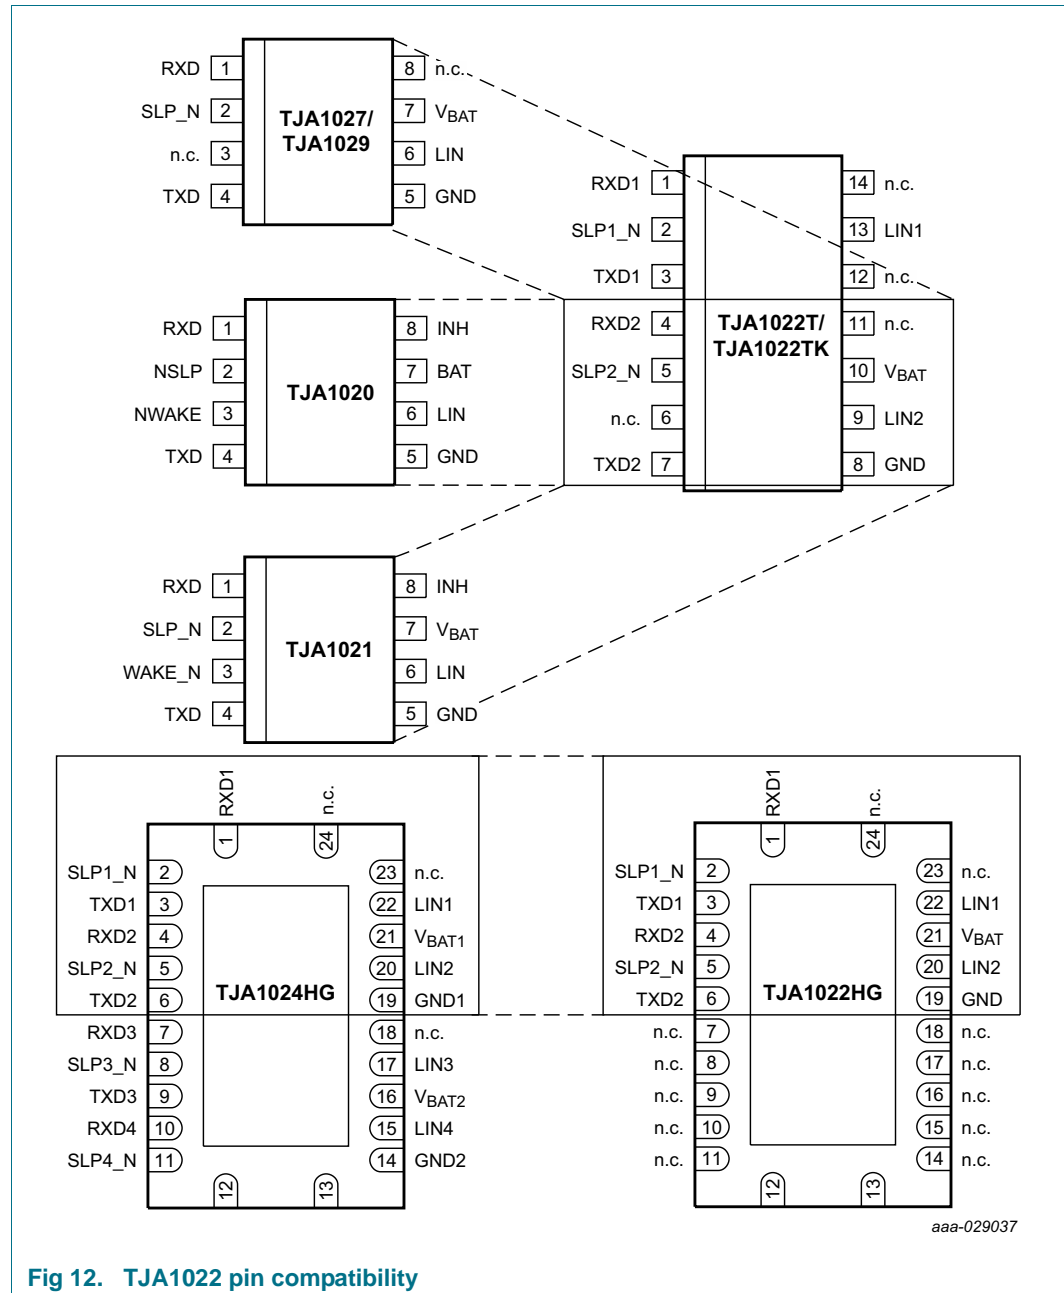 RXD 1
SLP_N 2
n.c. 3
TXD 4
TJA1027/
TJA1029
8 n.c.
7 VBAT
6 LIN
5 GND
RXD 1
NSLP 2
NWAKE 3
TXD 4
TJA1020
8 INH
7 BAT
6 LIN
5 GND
RXD 1
SLP_N 2
WAKE_N 3
TXD 4
TJA1021
8 INH
7 VBAT
6 LIN
5 GND
RXD1 1
SLP1_N 2
TXD1 3
RXD2 4
SLP2_N 5
n.c. 6
TXD2 7
TJA1022T/
TJA1022TK
14 n.c.
13 LIN1
12 n.c.
11 n.c.
10 VBAT
9 LIN2
8 GND
RXD1 1
n.c. 24
SLP1_N 2
TXD1 3
RXD2 4
SLP2_N 5
TXD2 6
RXD3 7
SLP3_N 8
TXD3 9
RXD4 10
SLP4_N 11
TJA1024HG
23 n.c.
22 LIN1
21 VBAT1
20 LIN2
19 GND1
18 n.c.
17 LIN3
16 VBAT2
15 LIN4
14 GND2
12
13
RXD1 1
n.c. 24
SLP1_N 2
TXD1 3
RXD2 4
SLP2_N 5
TXD2 6
n.c. 7
n.c. 8
n.c. 9
n.c. 10
n.c. 11
TJA1022HG
23 n.c.
22 LIN1
21 VBAT
20 LIN2
19 GND
18 n.c.
17 n.c.
16 n.c.
15 n.c.
14 n.c.
12
13
aaa-029037
Fig 12. TJA1022 pin compatibility